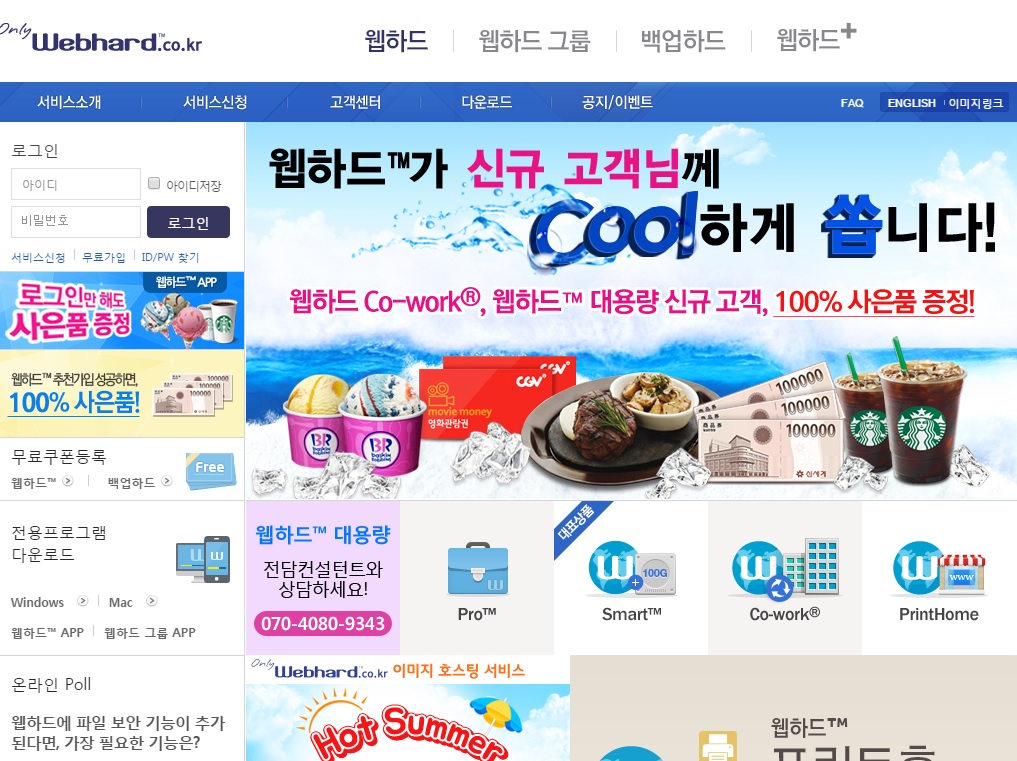 Only Webhard™.co.kr
웹하드 웹하드 그룹 백업하드 웹하드+
서비스소개 서비스신청 고객센터 다운로드 공지/이벤트 FAQ ENGLISH 이미지링크
로그인
아이디 아이디저장
비밀번호 로그인
서비스신청 무료가입 ID/PW 찾기
웹하드™ APP
로그인만 해도
사은품 증정
웹하드™ 추천가입 성공하면,
100% 사은품!
무료쿠폰등록
Free
웹하드™ 백업하드
전용프로그램
다운로드
W W
Windows Mac
웹하드™ APP 웹하드 그룹 APP
온라인 Poll
웹하드에 파일 보안 기능이 추가
된다면, 가장 필요한 기능은?
웹하드™가 신규 고객님께
Cool하게 쏩니다!
웹하드 Co-work®, 웹하드™ 대용량 신규 고객, 100% 사은품 증정!
BR
baskin robbins
BR
baskin robbins
CGV
CGV
movie money
영화관람권
100000
100000
100000
상품권
신세계
웹하드™ 대용량
전담컨설턴트와
상담하세요!
070-4080-9343
W
Pro™
대표상품
W 100G
Smart™
W
Co-work®
W www
PrintHome
Only Webhard™.co.kr 이미지 호스팅 서비스
Hot Summer
웹하드™
프린트홈